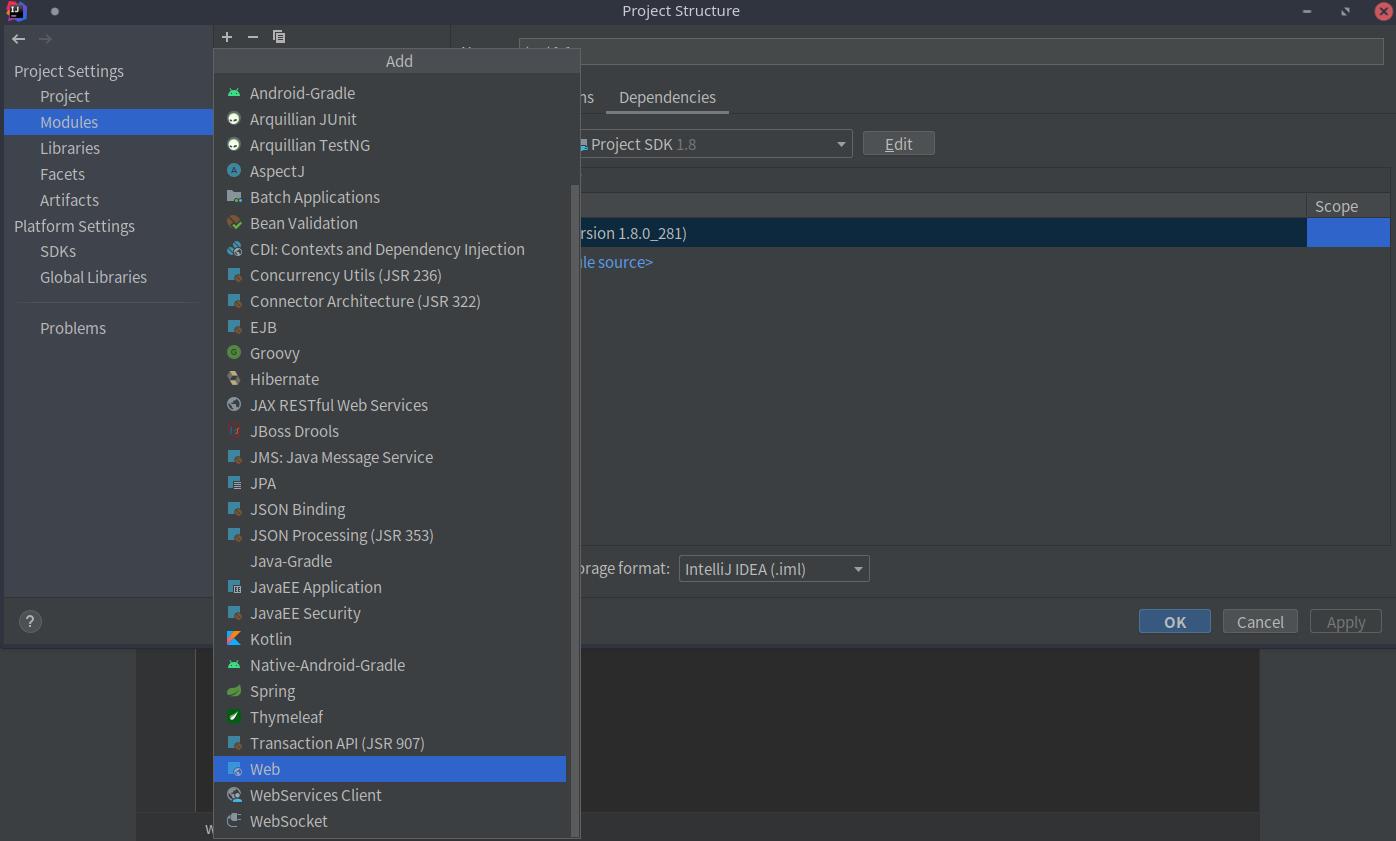 Project Structure
Project Settings
Project
Modules
Libraries
Facets
Artifacts
Platform Settings
SDKs
Global Libraries
Problems
?
Add
Android-Gradle
Arquillian JUnit
Arquillian TestNG
AspectJ
Batch Applications
Bean Validation
CDI: Contexts and Dependency Injection
Concurrency Utils (JSR 236)
Connector Architecture (JSR 322)
EJB
Groovy
Hibernate
JAX RESTful Web Services
JBoss Drools
JMS: Java Message Service
JPA
JSON Binding
JSON Processing (JSR 353)
Java-Gradle
JavaEE Application
JavaEE Security
Kotlin
Native-Android-Gradle
Spring
Thymeleaf
Transaction API (JSR 907)
Web
WebServices Client
WebSocket
ns
Dependencies
Project SDK 1.8
Edit
Scope
rsion 1.8.0_281)
le source>
orage format:
IntelliJ IDEA (.iml)
OK
Cancel
Apply